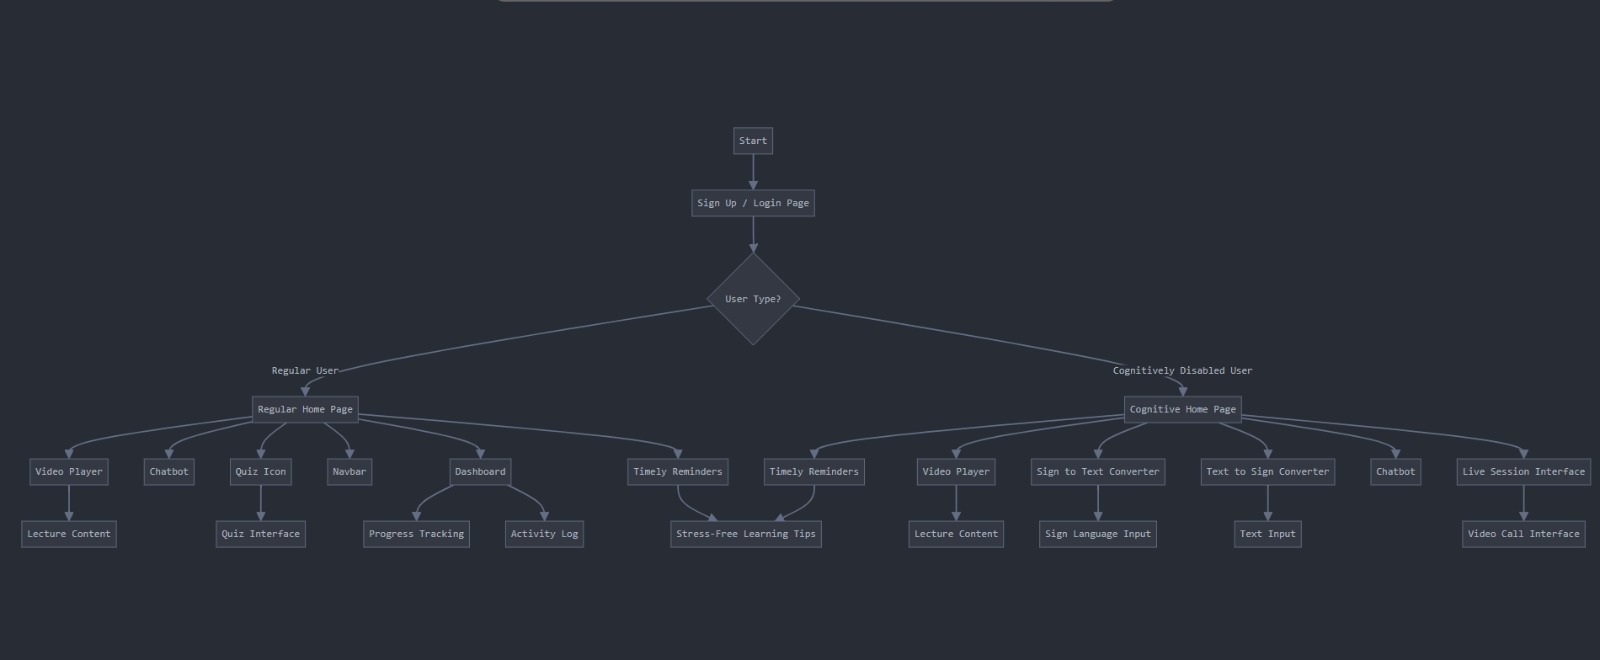 Start
Sign Up / Login Page
User Type?
Regular User
Cognitively Disabled User
Regular Home Page
Cognitive Home Page
Video Player
Chatbot
Quiz Icon
Navbar
Dashboard
Timely Reminders
Timely Reminders
Video Player
Sign to Text Converter
Text to Sign Converter
Chatbot
Live Session Interface
Lecture Content
Quiz Interface
Progress Tracking
Activity Log
Stress-Free Learning Tips
Lecture Content
Sign Language Input
Text Input
Video Call Interface